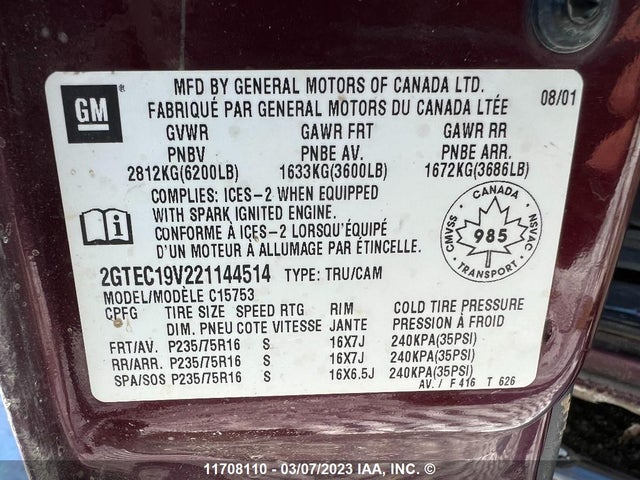 MFD BY GENERAL MOTORS OF CANADA LTD.
FABRIQUÉ PAR GENERAL MOTORS DU CANADA LTÉE
08/01
GM
GVWR GAWR FRT GAWR RR
PNBV PNBE AV. PNBE ARR.
2812KG(6200LB) 1633KG(3600LB) 1672KG(3686LB)
COMPLIES: ICES-2 WHEN EQUIPPED
WITH SPARK IGNITED ENGINE.
CONFORME À ICES-2 LORSQU'ÉQUIPÉ
D'UN MOTEUR À ALLUMAGE PAR ÉTINCELLE.
CANADA
CMVSS 985 NSVAC
2GTEC19V221144514 TYPE: TRU/CAM
MODEL/MODÈLE C15753
CPFG TIRE SIZE SPEED RTG RIM COLD TIRE PRESSURE
DIM. PNEU COTE VITESSE JANTE PRESSION À FROID
FRT/AV. P235/75R16 S 16X7J 240KPA(35PSI)
RR/ARR. P235/75R16 S 16X7J 240KPA(35PSI)
SPA/SOS P235/75R16 S 16X6.5J 240KPA(35PSI)
AV. / F 416 T 626
11708110 - 03/07/2023 IAA, INC. ©